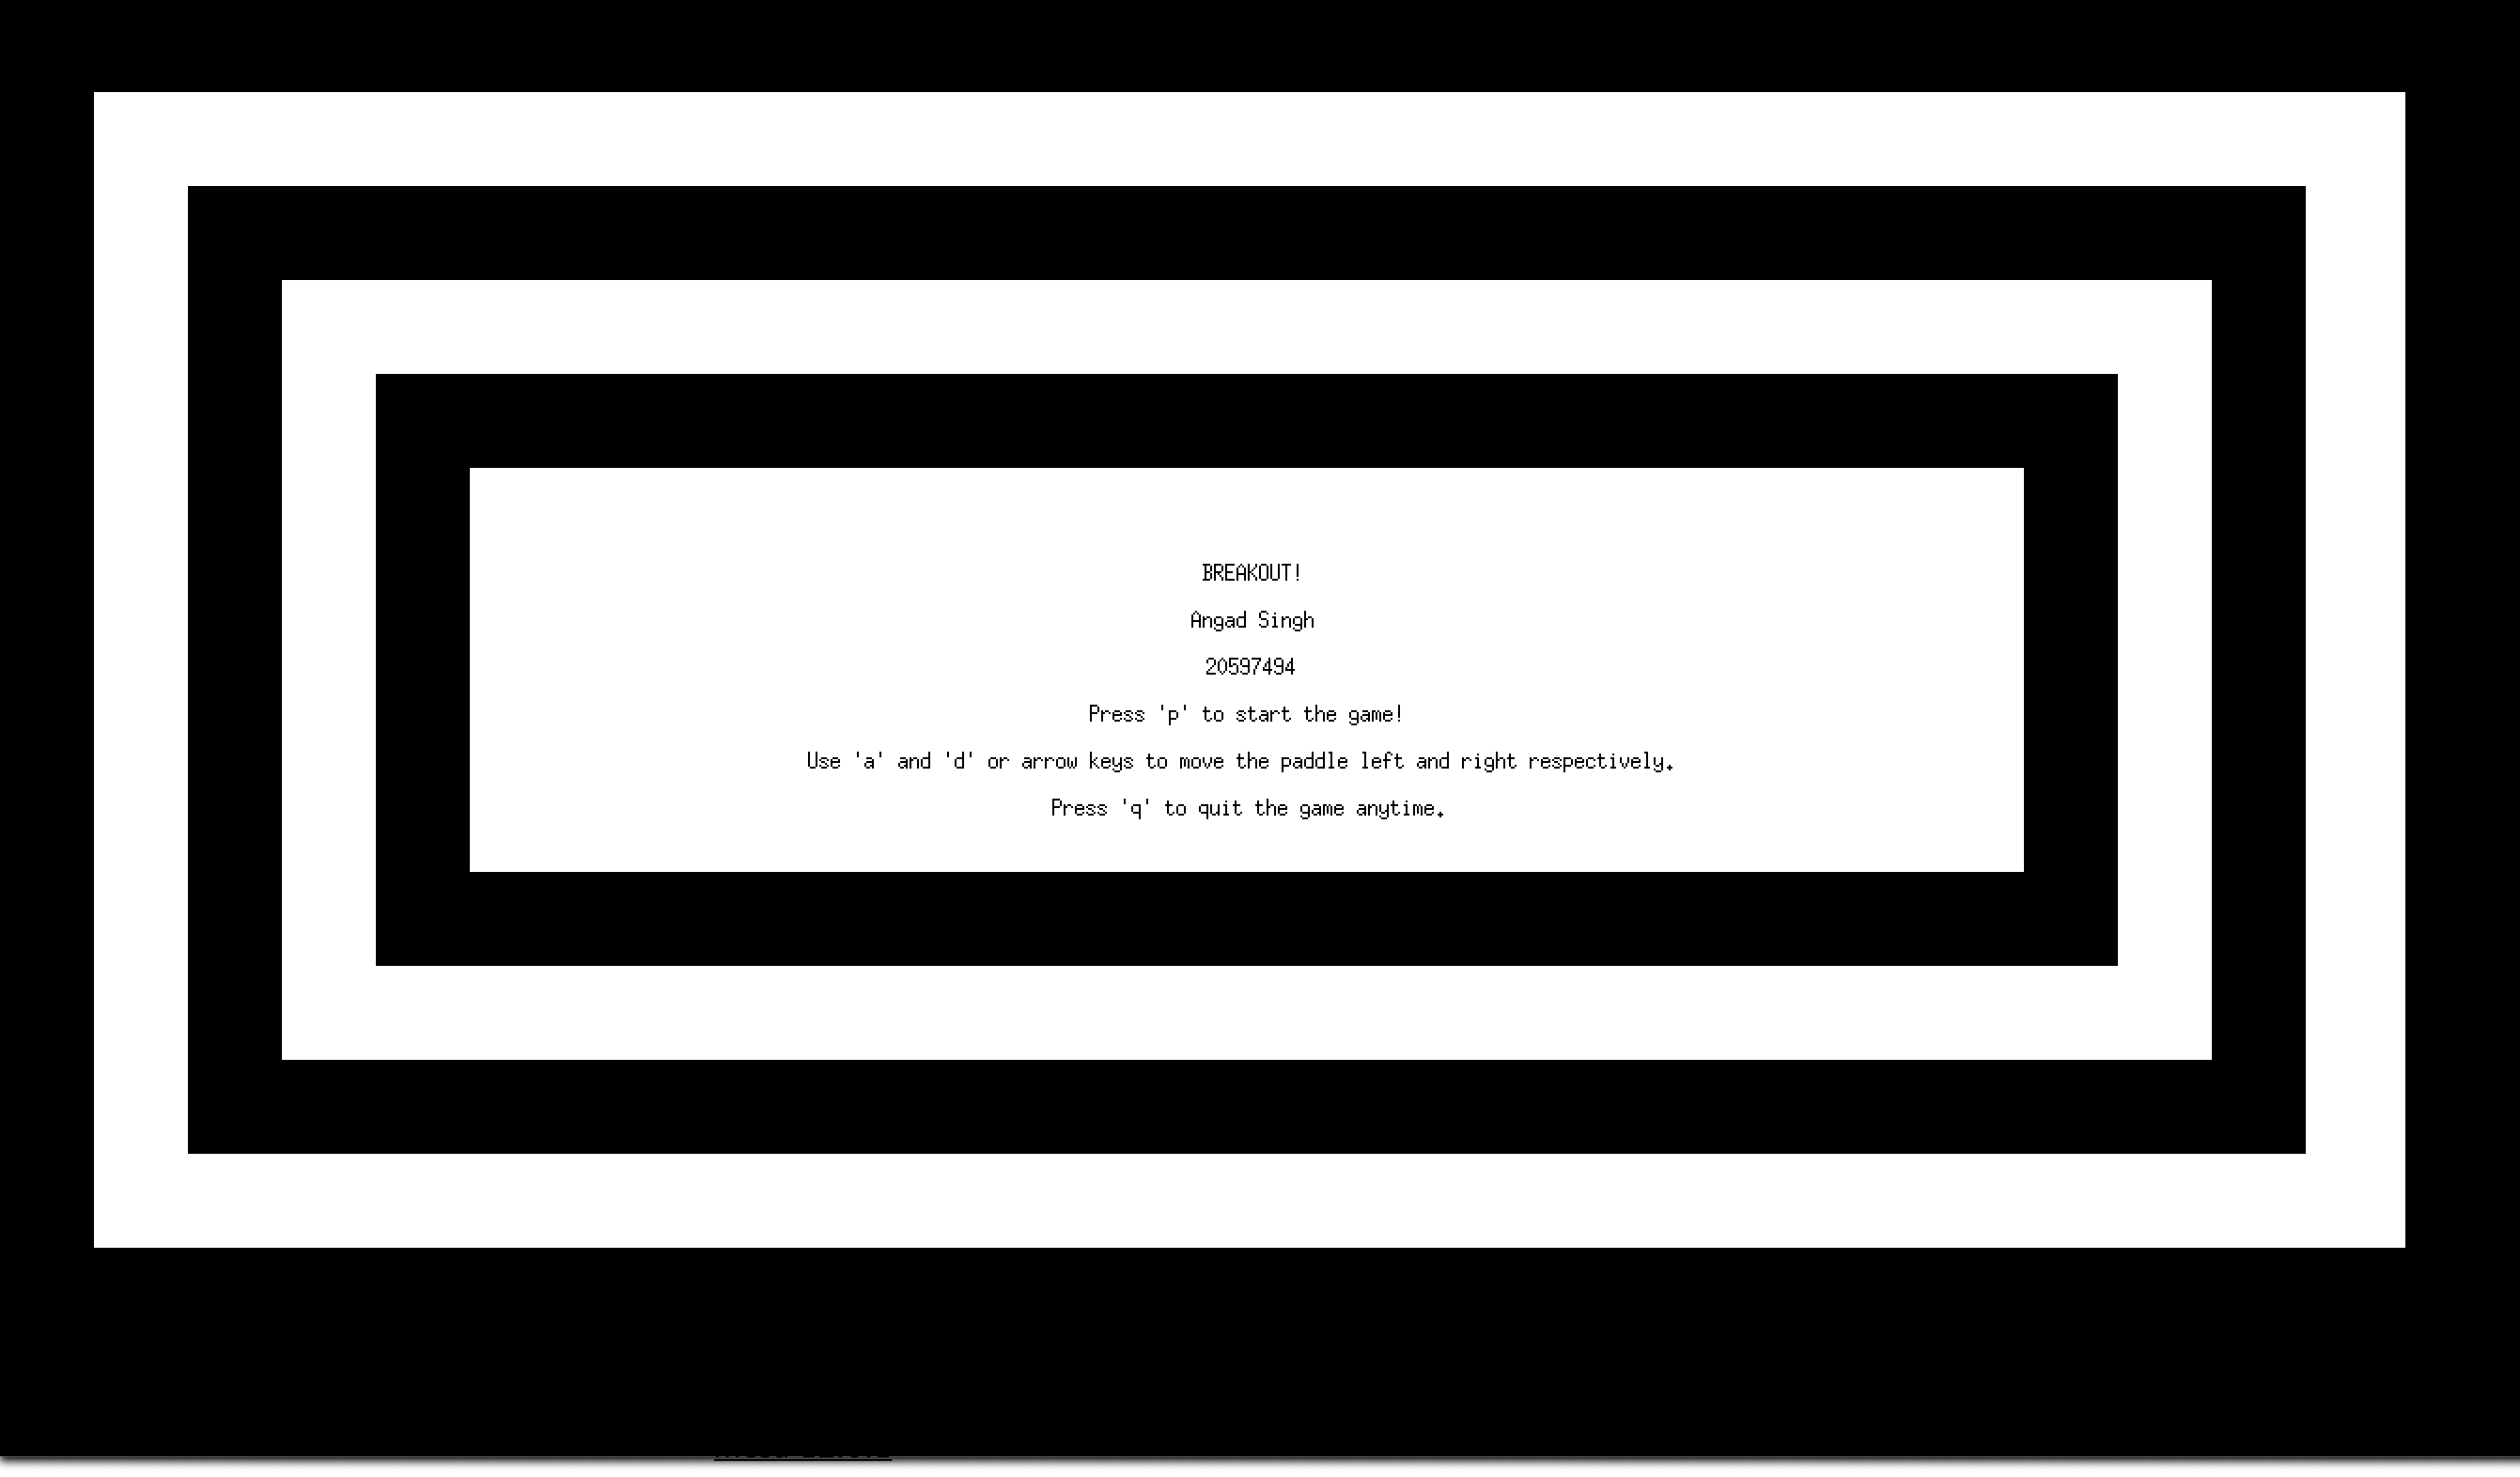 BREAKOUT!
Angad Singh
20597494
Press 'p' to start the game!
Use 'a' and 'd' or arrow keys to move the paddle left and right respectively.
Press 'q' to quit the game anytime.